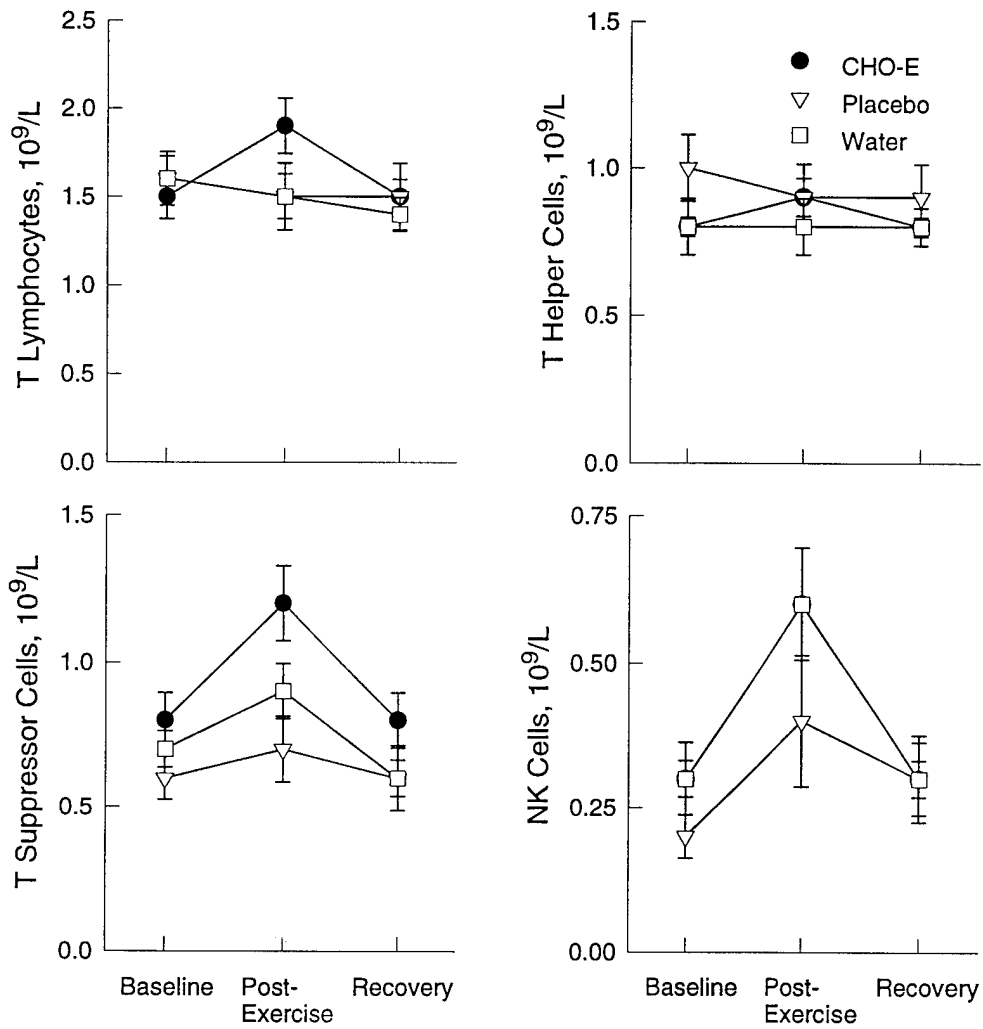 T Lymphocytes, 10⁹/L
2.5
2.0
1.5
1.0
0.5
0.0
T Helper Cells, 10⁹/L
1.5
1.0
0.5
0.0
CHO-E
Placebo
Water
T Suppressor Cells, 10⁹/L
1.5
1.0
0.5
0.0
Baseline
Post-
Exercise
Recovery
NK Cells, 10⁹/L
0.75
0.50
0.25
0.00
Baseline
Post-
Exercise
Recovery